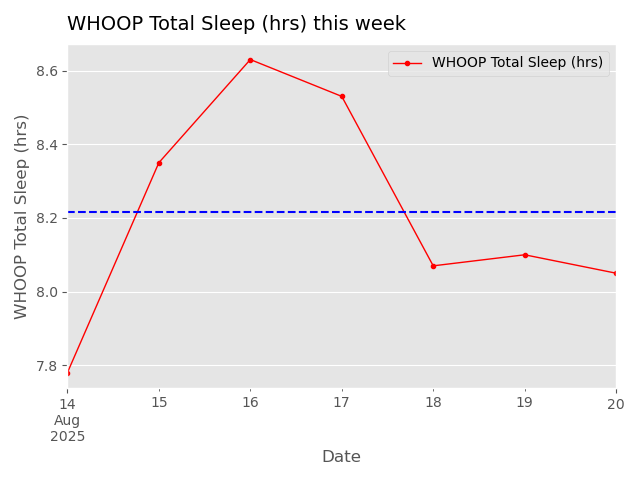 WHOOP Total Sleep (hrs) this week
WHOOP Total Sleep (hrs)
WHOOP Total Sleep (hrs)
8.6
8.4
8.2
8.0
7.8
14 15 16 17 18 19 20
Aug
2025
Date